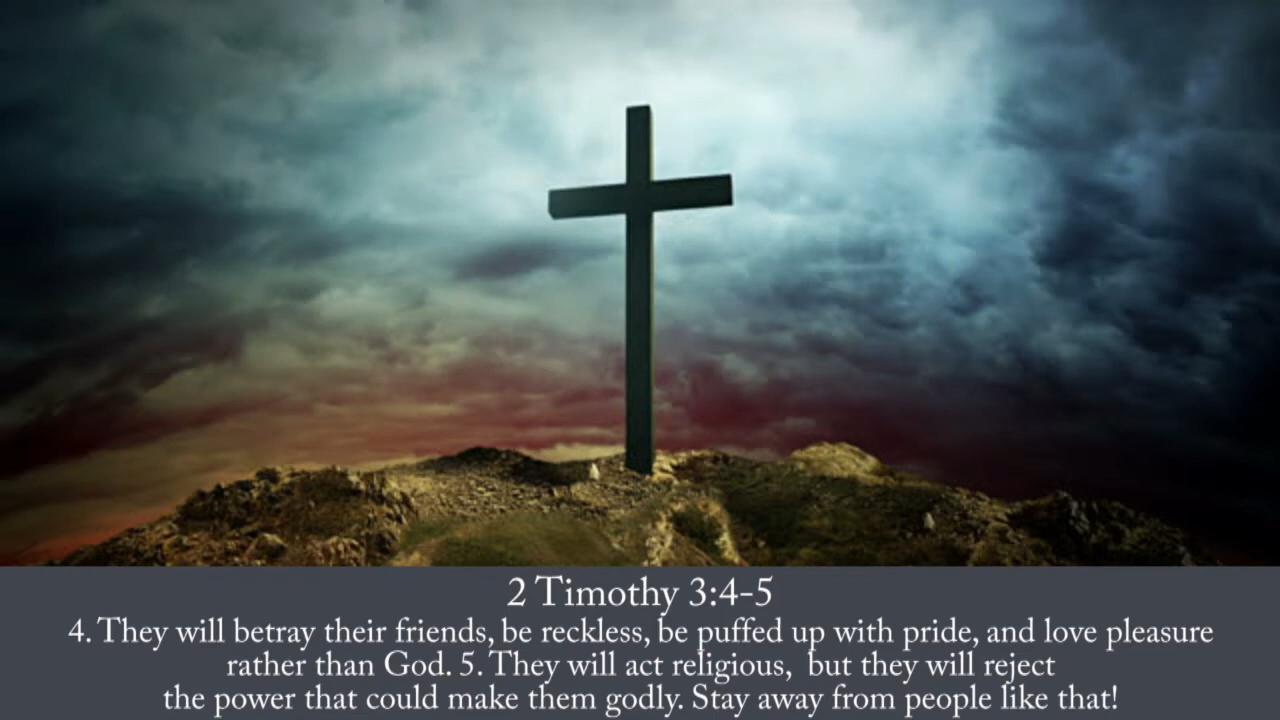 2 Timothy 3:4-5
4. They will betray their friends, be reckless, be puffed up with pride, and love pleasure
rather than God. 5. They will act religious,  but they will reject
the power that could make them godly. Stay away from people like that!